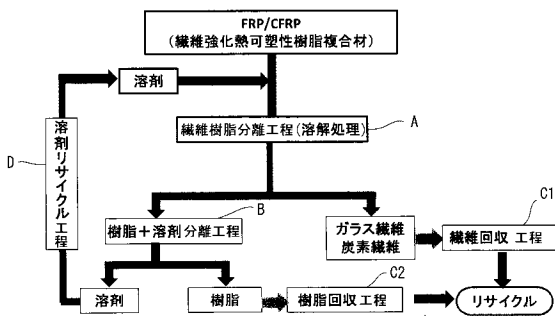 FRP/CFRP
(繊維強化熱可塑性樹脂複合材)
溶剤
繊維樹脂分離工程(溶解処理)
A
D
溶剤リサイクル工程
B
樹脂+溶剤分離工程
ガラス繊維
炭素繊維
C1
繊維回収 工程
溶剤
樹脂
C2
樹脂回収工程
リサイクル